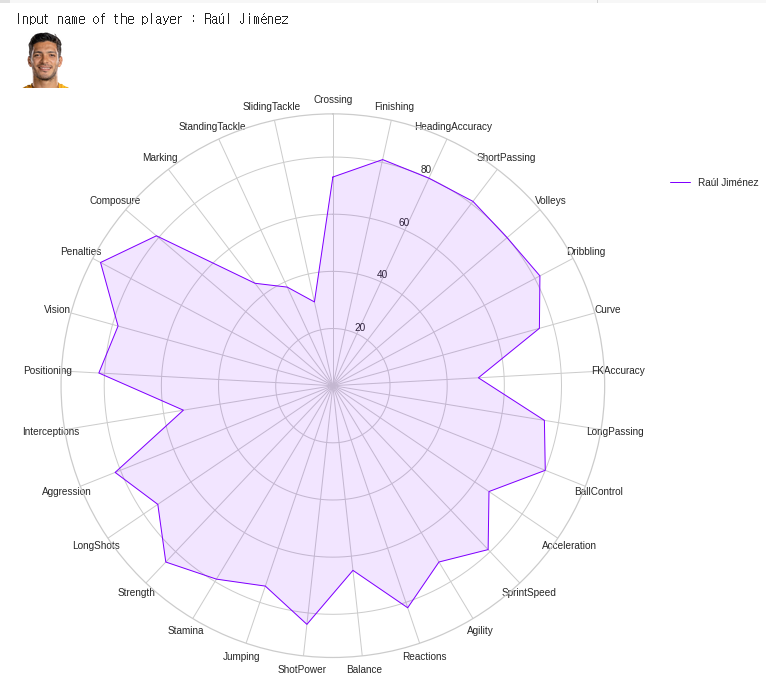 Input name of the player : Raúl Jiménez
Crossing
Finishing
HeadingAccuracy
ShortPassing
Volleys
Dribbling
Curve
FKAccuracy
LongPassing
BallControl
Acceleration
SprintSpeed
Agility
Reactions
Balance
ShotPower
Jumping
Stamina
Strength
LongShots
Aggression
Interceptions
Positioning
Vision
Penalties
Composure
Marking
StandingTackle
SlidingTackle
80
60
40
20
Raúl Jiménez